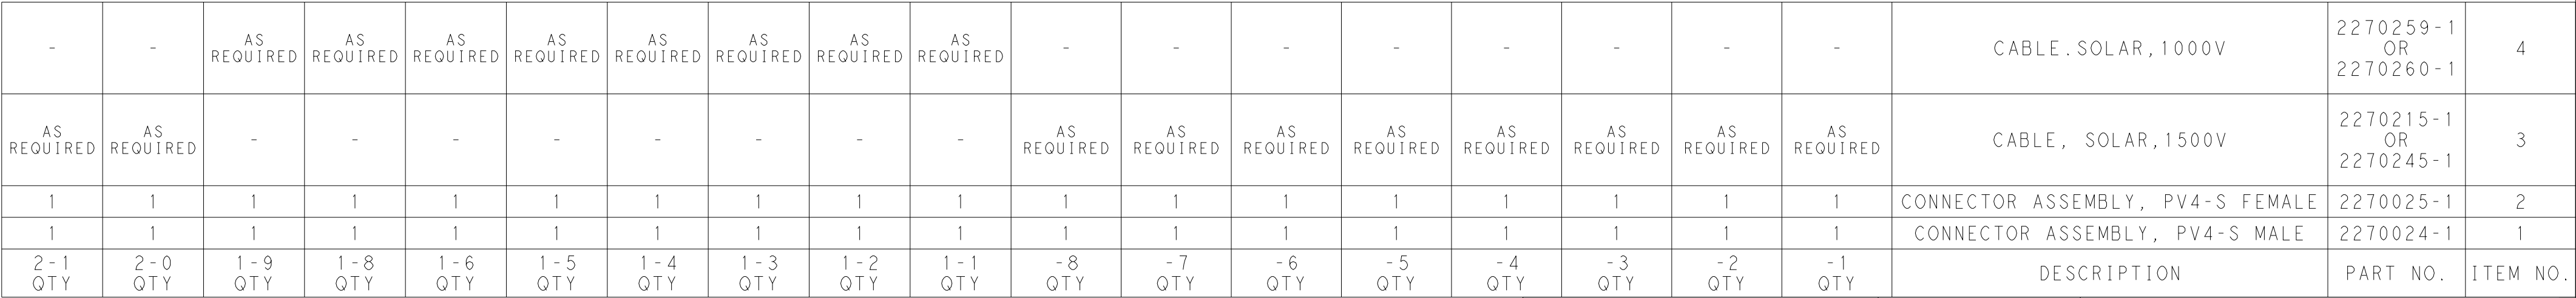 - - AS REQUIRED AS REQUIRED AS REQUIRED AS REQUIRED AS REQUIRED AS REQUIRED AS REQUIRED AS REQUIRED - - - - - - - - CABLE.SOLAR,1000V 2270259-1 OR 2270260-1 4
AS REQUIRED AS REQUIRED - - - - - - - - AS REQUIRED AS REQUIRED AS REQUIRED AS REQUIRED AS REQUIRED AS REQUIRED AS REQUIRED AS REQUIRED CABLE, SOLAR,1500V 2270215-1 OR 2270245-1 3
1 1 1 1 1 1 1 1 1 1 1 1 1 1 1 1 1 1 CONNECTOR ASSEMBLY, PV4-S FEMALE 2270025-1 2
1 1 1 1 1 1 1 1 1 1 1 1 1 1 1 1 1 1 CONNECTOR ASSEMBLY, PV4-S MALE 2270024-1 1
2-1 QTY 2-0 QTY 1-9 QTY 1-8 QTY 1-6 QTY 1-5 QTY 1-4 QTY 1-3 QTY 1-2 QTY 1-1 QTY -8 QTY -7 QTY -6 QTY -5 QTY -4 QTY -3 QTY -2 QTY -1 QTY DESCRIPTION PART NO. ITEM NO.